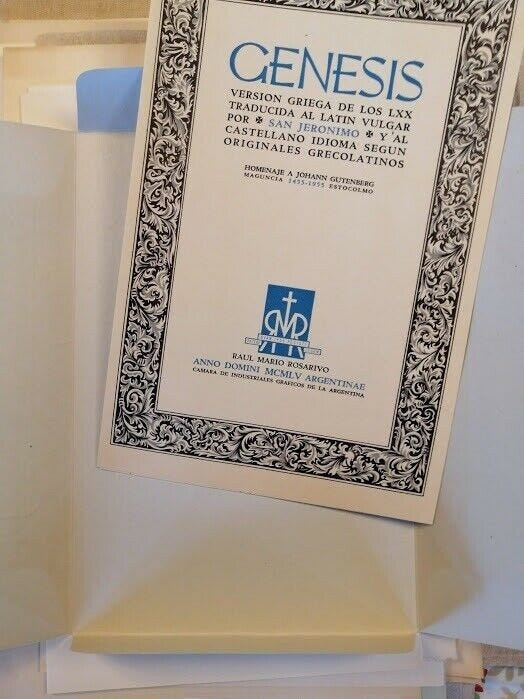 GENESIS
VERSION GRIEGA DE LOS LXX
TRADUCIDA AL LATIN VULGAR
POR ✠ SAN JERONIMO ✠ Y AL
CASTELLANO IDIOMA SEGUN
ORIGINALES GRECOLATINOS
HOMENAJE A JOHANN GUTENBERG
MAGUNCIA 1455-1955 ESTOCOLMO
RMR
RAUL MARIO ROSARIVO
ANNO DOMINI MCMLV ARGENTINAE
CAMARA DE INDUSTRIALES GRAFICOS DE LA ARGENTINA